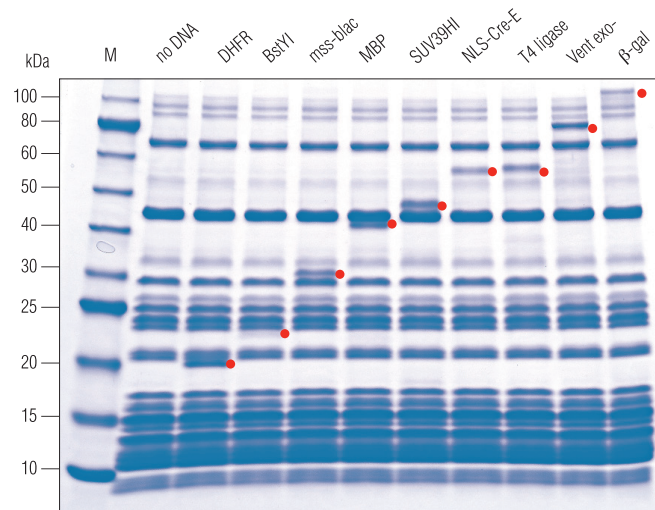 kDa
M
no DNA
DHFR
BstYI
mss-blac
MBP
SUV39HI
NLS-Cre-E
T4 ligase
Vent exo-
β-gal
100
80
60
50
40
30
25
20
15
10